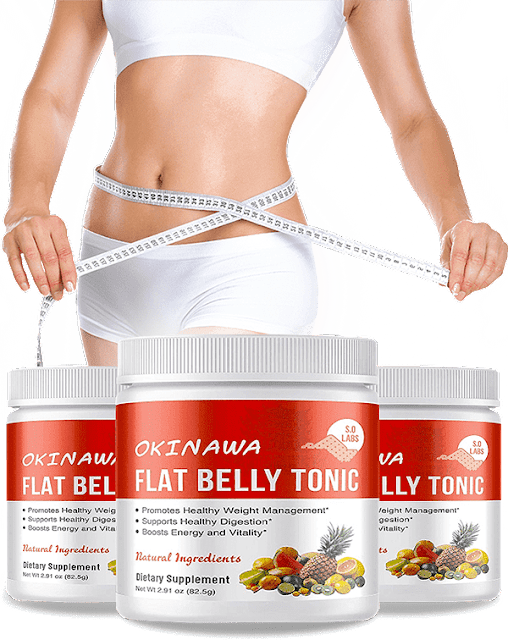 OKINAWA
FLAT BELLY TONIC
S.O
LABS
• Promotes Healthy Weight Management*
• Supports Healthy Digestion*
• Boosts Energy and Vitality*
Natural Ingredients
Dietary Supplement
Net Wt 2.91 oz (82.5g)
OKINAWA
FLAT BEL
• Promotes Healthy Weig
• Supports Healthy Diges
• Boosts Energy and Vita
Natural Ingredients
Dietary Supplement
Net Wt 2.91 oz (82.5g)
S.O
LABS
LLY TONIC
Weight Management*
igestion*
d Vitality*